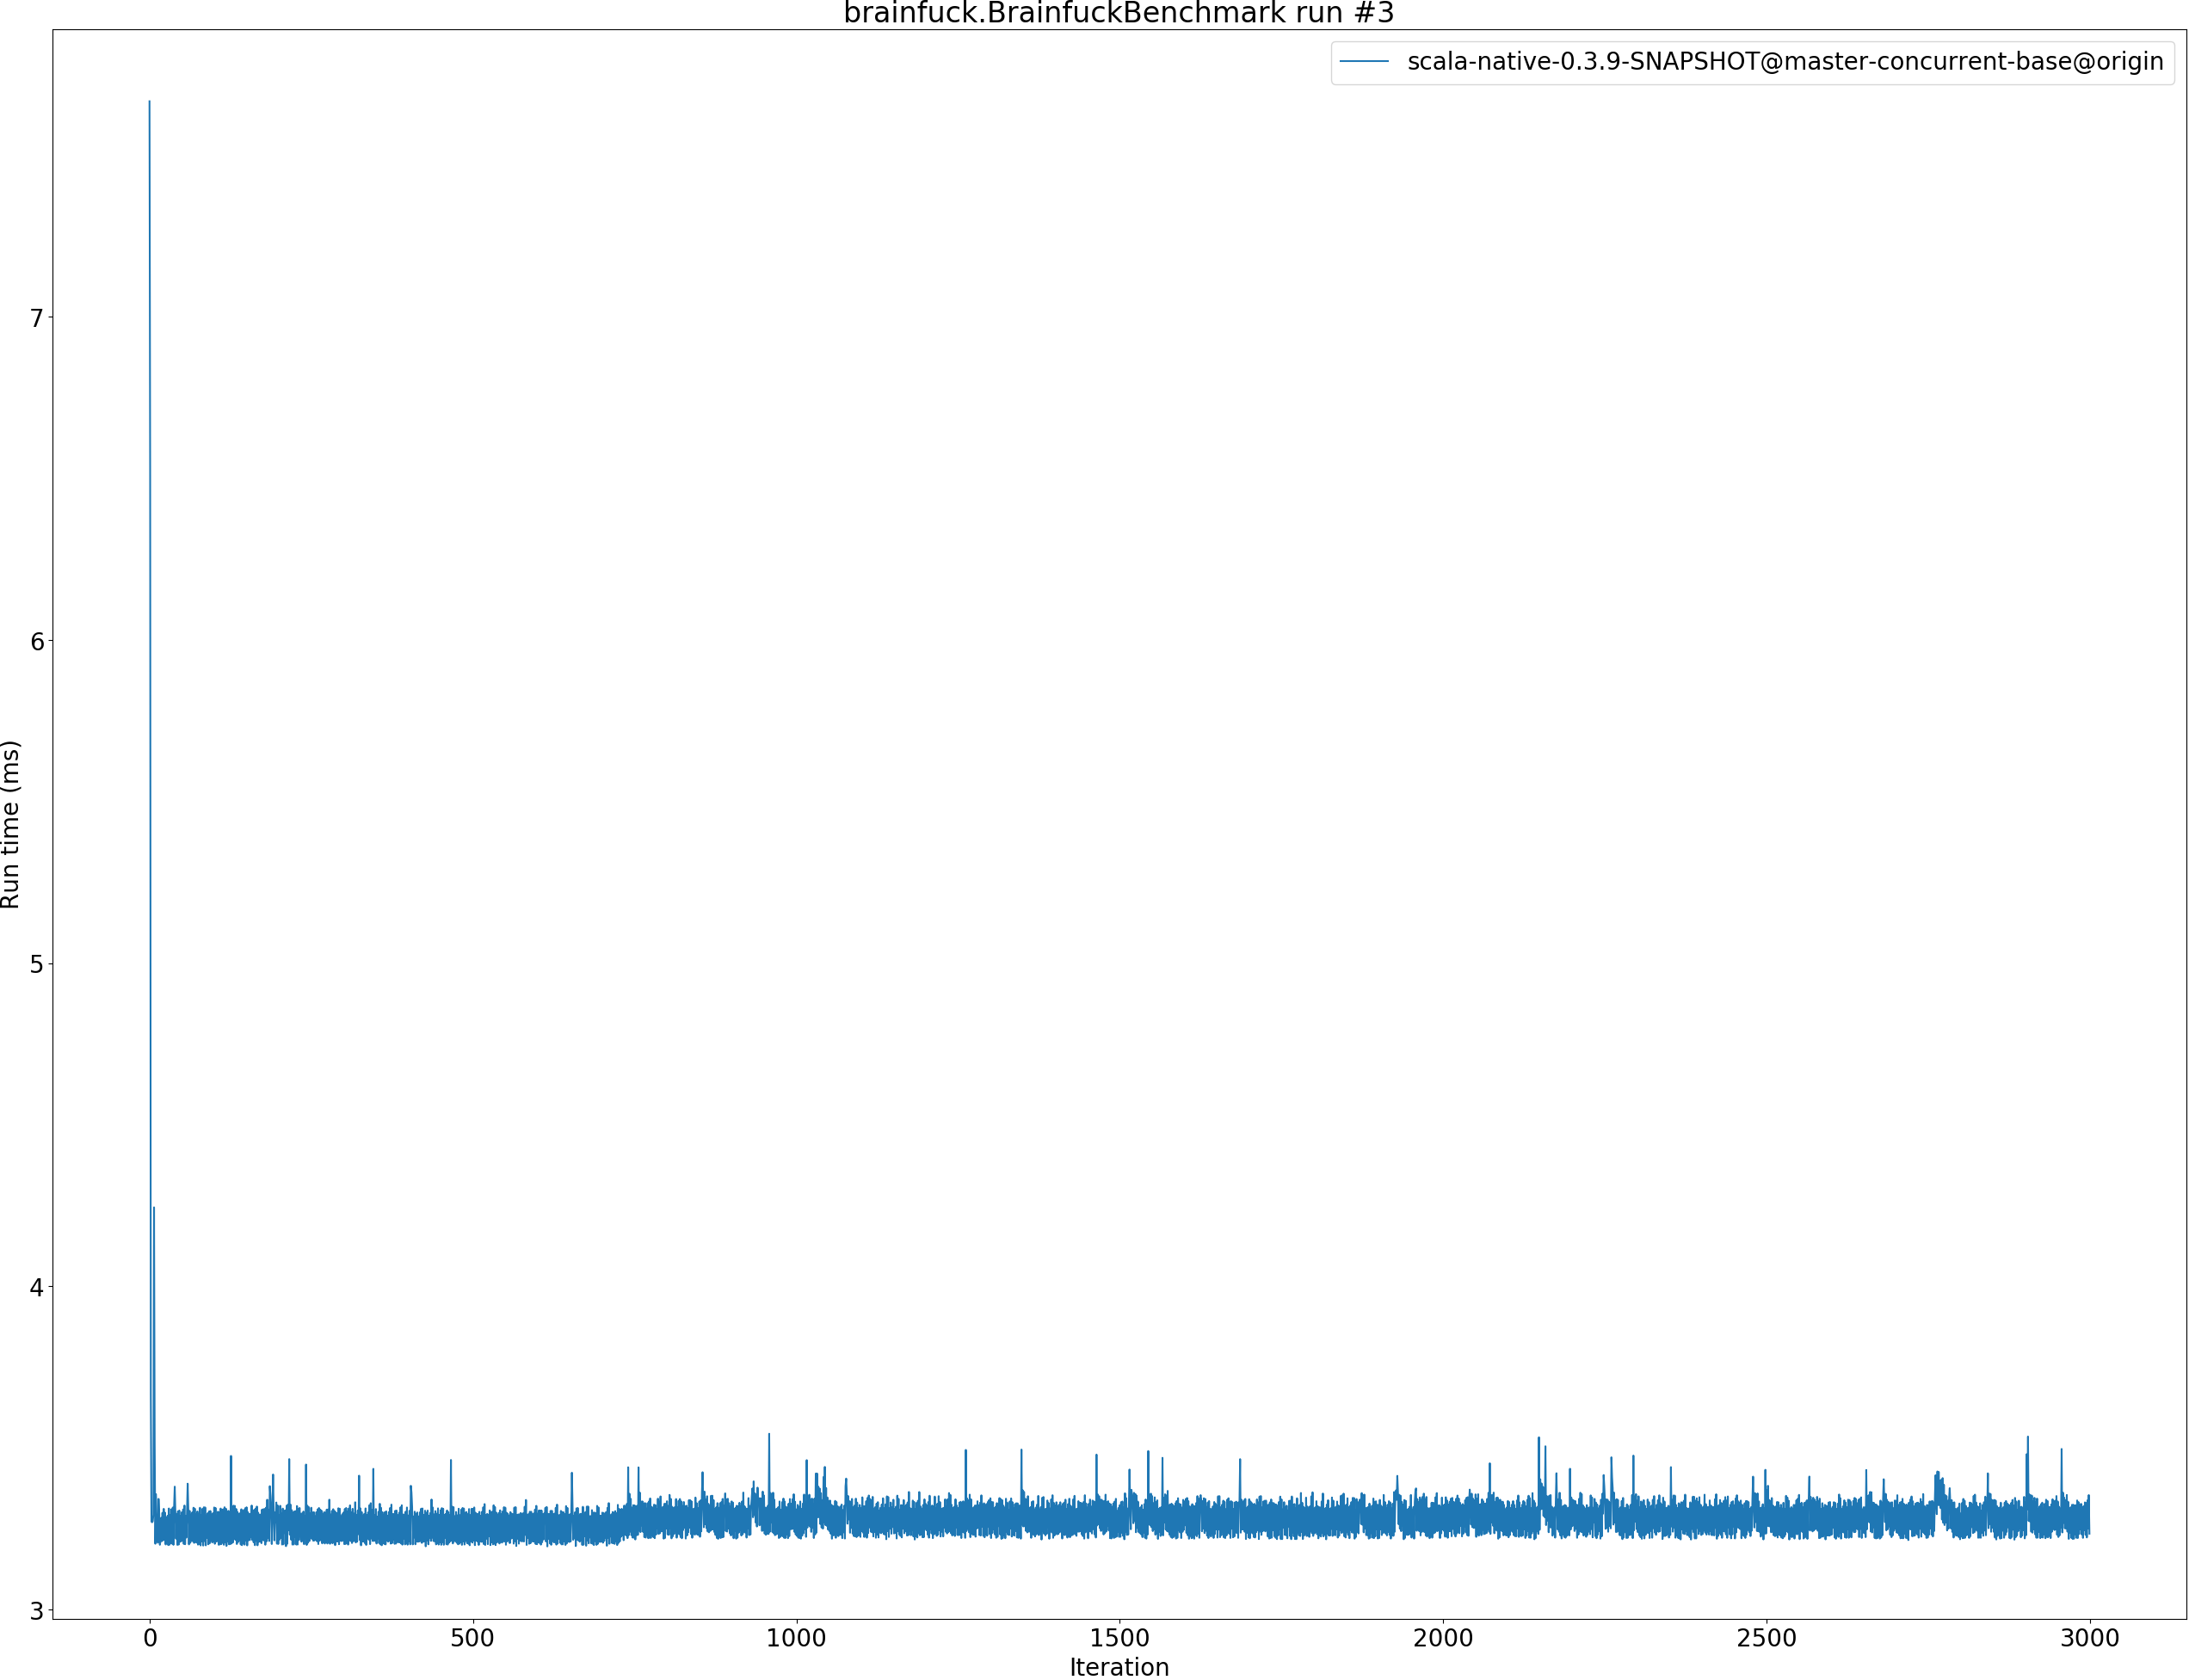 brainfuck.BrainfuckBenchmark run #3
scala-native-0.3.9-SNAPSHOT@master-concurrent-base@origin
Run time (ms)
7
6
5
4
3
0 500 1000 1500 2000 2500 3000
Iteration